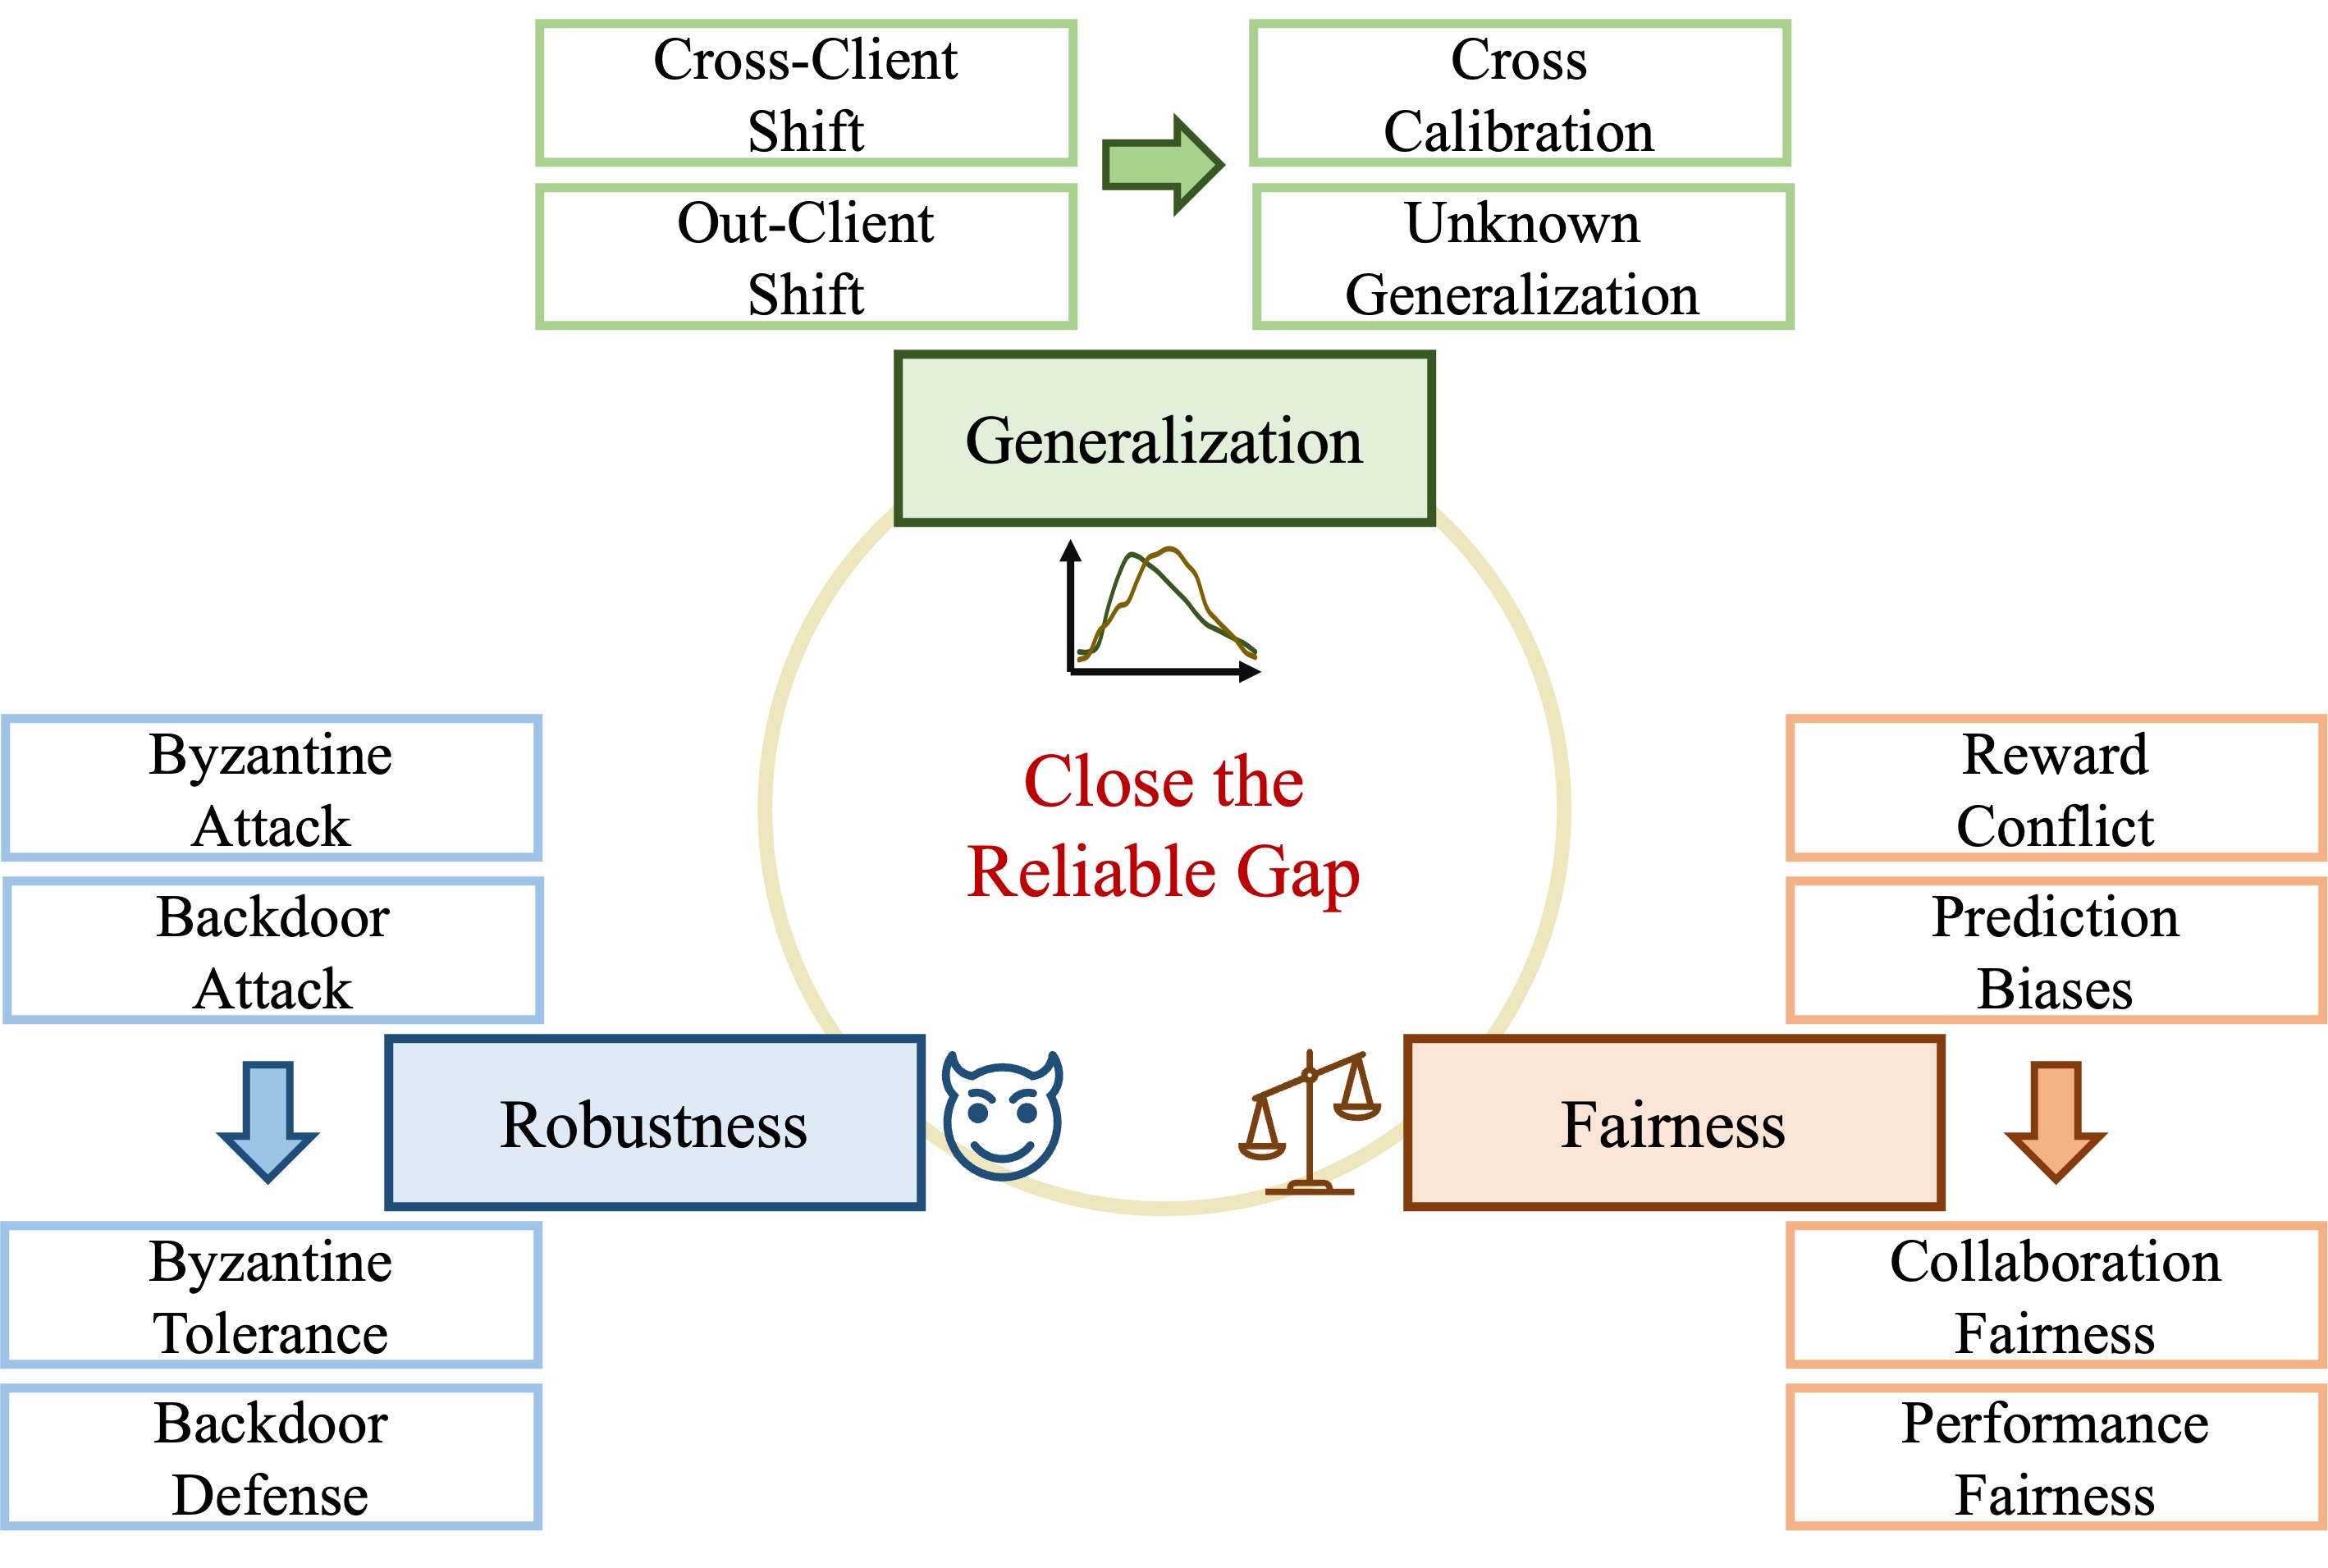 Cross-Client
Shift
Cross
Calibration
Out-Client
Shift
Unknown
Generalization
Generalization
Close the
Reliable Gap
Byzantine
Attack
Backdoor
Attack
Robustness
Byzantine
Tolerance
Backdoor
Defense
Reward
Conflict
Prediction
Biases
Fairness
Collaboration
Fairness
Performance
Fairness